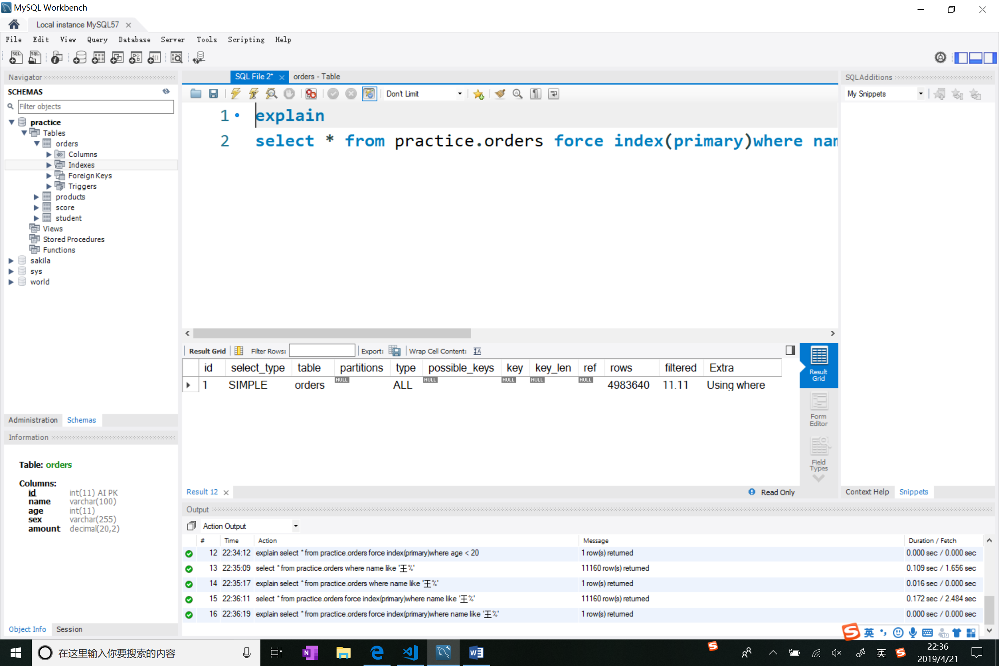 MySQL Workbench
Local instance MySQL57
File Edit View Query Database Server Tools Scripting Help
Navigator
SCHEMAS
Filter objects
practice
Tables
orders
Columns
Indexes
Foreign Keys
Triggers
products
score
student
Views
Stored Procedures
Functions
sakila
sys
world
Administration Schemas
Information
Table: orders
Columns:
id int(11) AI PK
name varchar(100)
age int(11)
sex varchar(255)
amount decimal(20,2)
Object Info Session
SQL File 2* orders - Table
Don't Limit
1 explain
2 select * from practice.orders force index(primary)where nam
Result Grid Filter Rows: Export: Wrap Cell Content:
id select_type table partitions type possible_keys key key_len ref rows filtered Extra
1 SIMPLE orders NULL ALL NULL NULL NULL NULL 4983640 11.11 Using where
Result Grid
Form Editor
Field Types
Result 12 Read Only
SQLAdditions
My Snippets
Context Help Snippets
Output
Action Output
# Time Action Message Duration / Fetch
12 22:34:12 explain select * from practice.orders force index(primary)where age < 20 1 row(s) returned 0.000 sec / 0.000 sec
13 22:35:09 select * from practice.orders where name like '王%' 11160 row(s) returned 0.109 sec / 1.656 sec
14 22:35:17 explain select * from practice.orders where name like '王%' 1 row(s) returned 0.016 sec / 0.000 sec
15 22:36:11 select * from practice.orders force index(primary)where name like '王%' 11160 row(s) returned 0.172 sec / 2.484 sec
16 22:36:19 explain select * from practice.orders force index(primary)where name like '王%' 1 row(s) returned 0.000 sec / 0.000 sec
英
在这里输入你要搜索的内容
英
22:36
2019/4/21